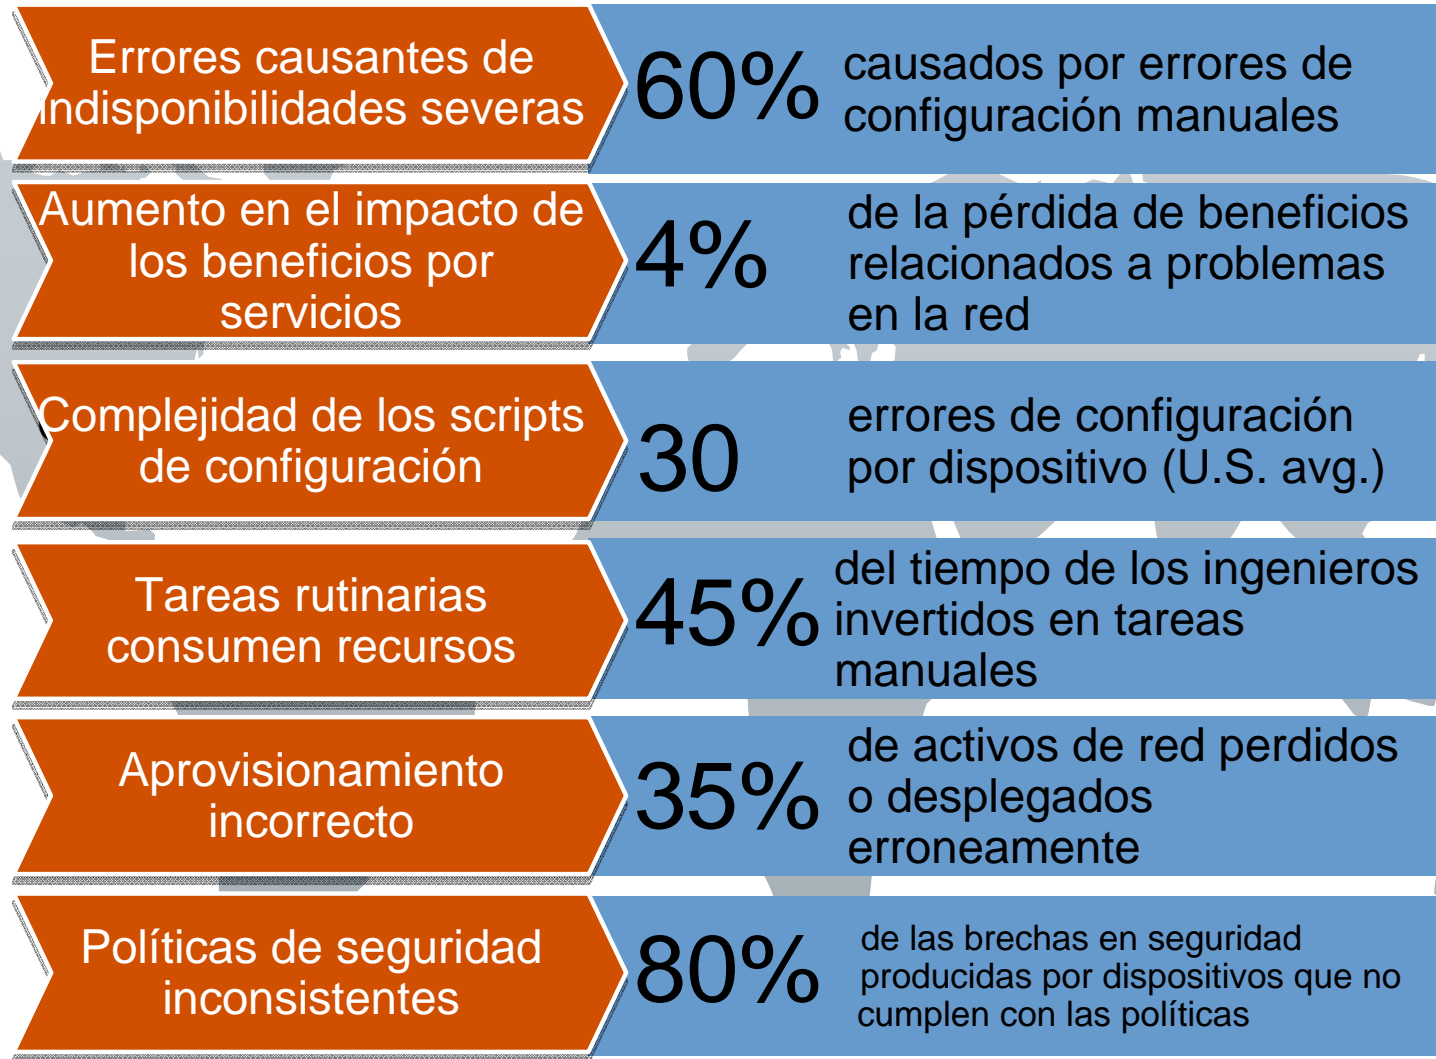 Errores causantes de
indisponibilidades severas
60%
causados por errores de
configuración manuales
Aumento en el impacto de
los beneficios por
servicios
4%
de la pérdida de beneficios
relacionados a problemas
en la red
Complejidad de los scripts
de configuración
30
errores de configuración
por dispositivo (U.S. avg.)
Tareas rutinarias
consumen recursos
45%
del tiempo de los ingenieros
invertidos en tareas
manuales
Aprovisionamiento
incorrecto
35%
de activos de red perdidos
o desplegados
erroneamente
Políticas de seguridad
inconsistentes
80%
de las brechas en seguridad
producidas por dispositivos que no
cumplen con las políticas